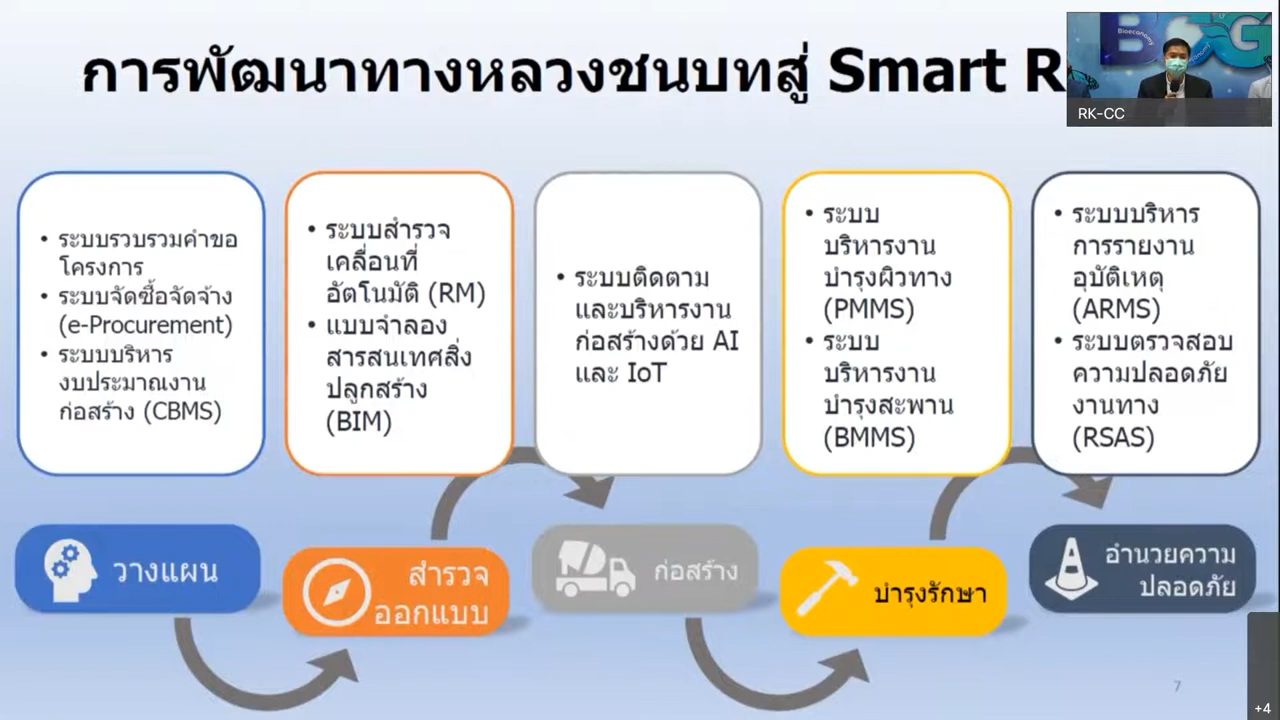 การพัฒนาทางหลวงชนบทสู่ Smart R
Bioeconomy
RK-CC
• ระบบรวบรวมคำขอ
โครงการ
• ระบบจัดซื้อจัดจ้าง
(e-Procurement)
• ระบบบริหาร
งบประมาณงาน
ก่อสร้าง (CBMS)
• ระบบสำรวจ
เคลื่อนที่
อัตโนมัติ (RM)
• แบบจำลอง
สารสนเทศสิ่ง
ปลูกสร้าง
(BIM)
• ระบบติดตาม
และบริหารงาน
ก่อสร้างด้วย AI
และ IoT
• ระบบ
บริหารงาน
บำรุงผิวทาง
(PMMS)
• ระบบ
บริหารงาน
บำรุงสะพาน
(BMMS)
• ระบบบริหาร
การรายงาน
อุบัติเหตุ
(ARMS)
• ระบบตรวจสอบ
ความปลอดภัย
งานทาง
(RSAS)
วางแผน
สำรวจ
ออกแบบ
ก่อสร้าง
บำรุงรักษา
อำนวยความ
ปลอดภัย
7
+4